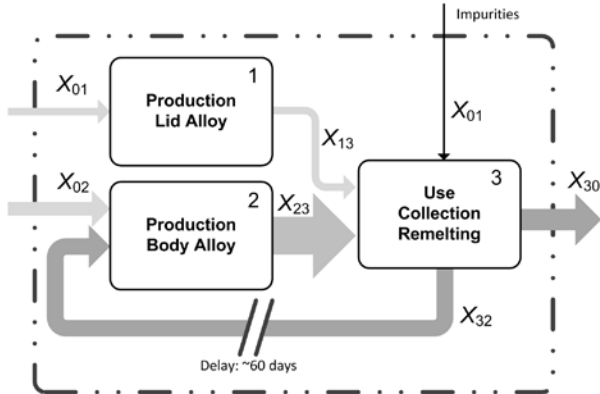 Impurities
X01
1
Production
Lid Alloy
X01
X13
X02
2
Production
Body Alloy
X23
3
Use
Collection
Remelting
X30
X32
Delay: ~60 days